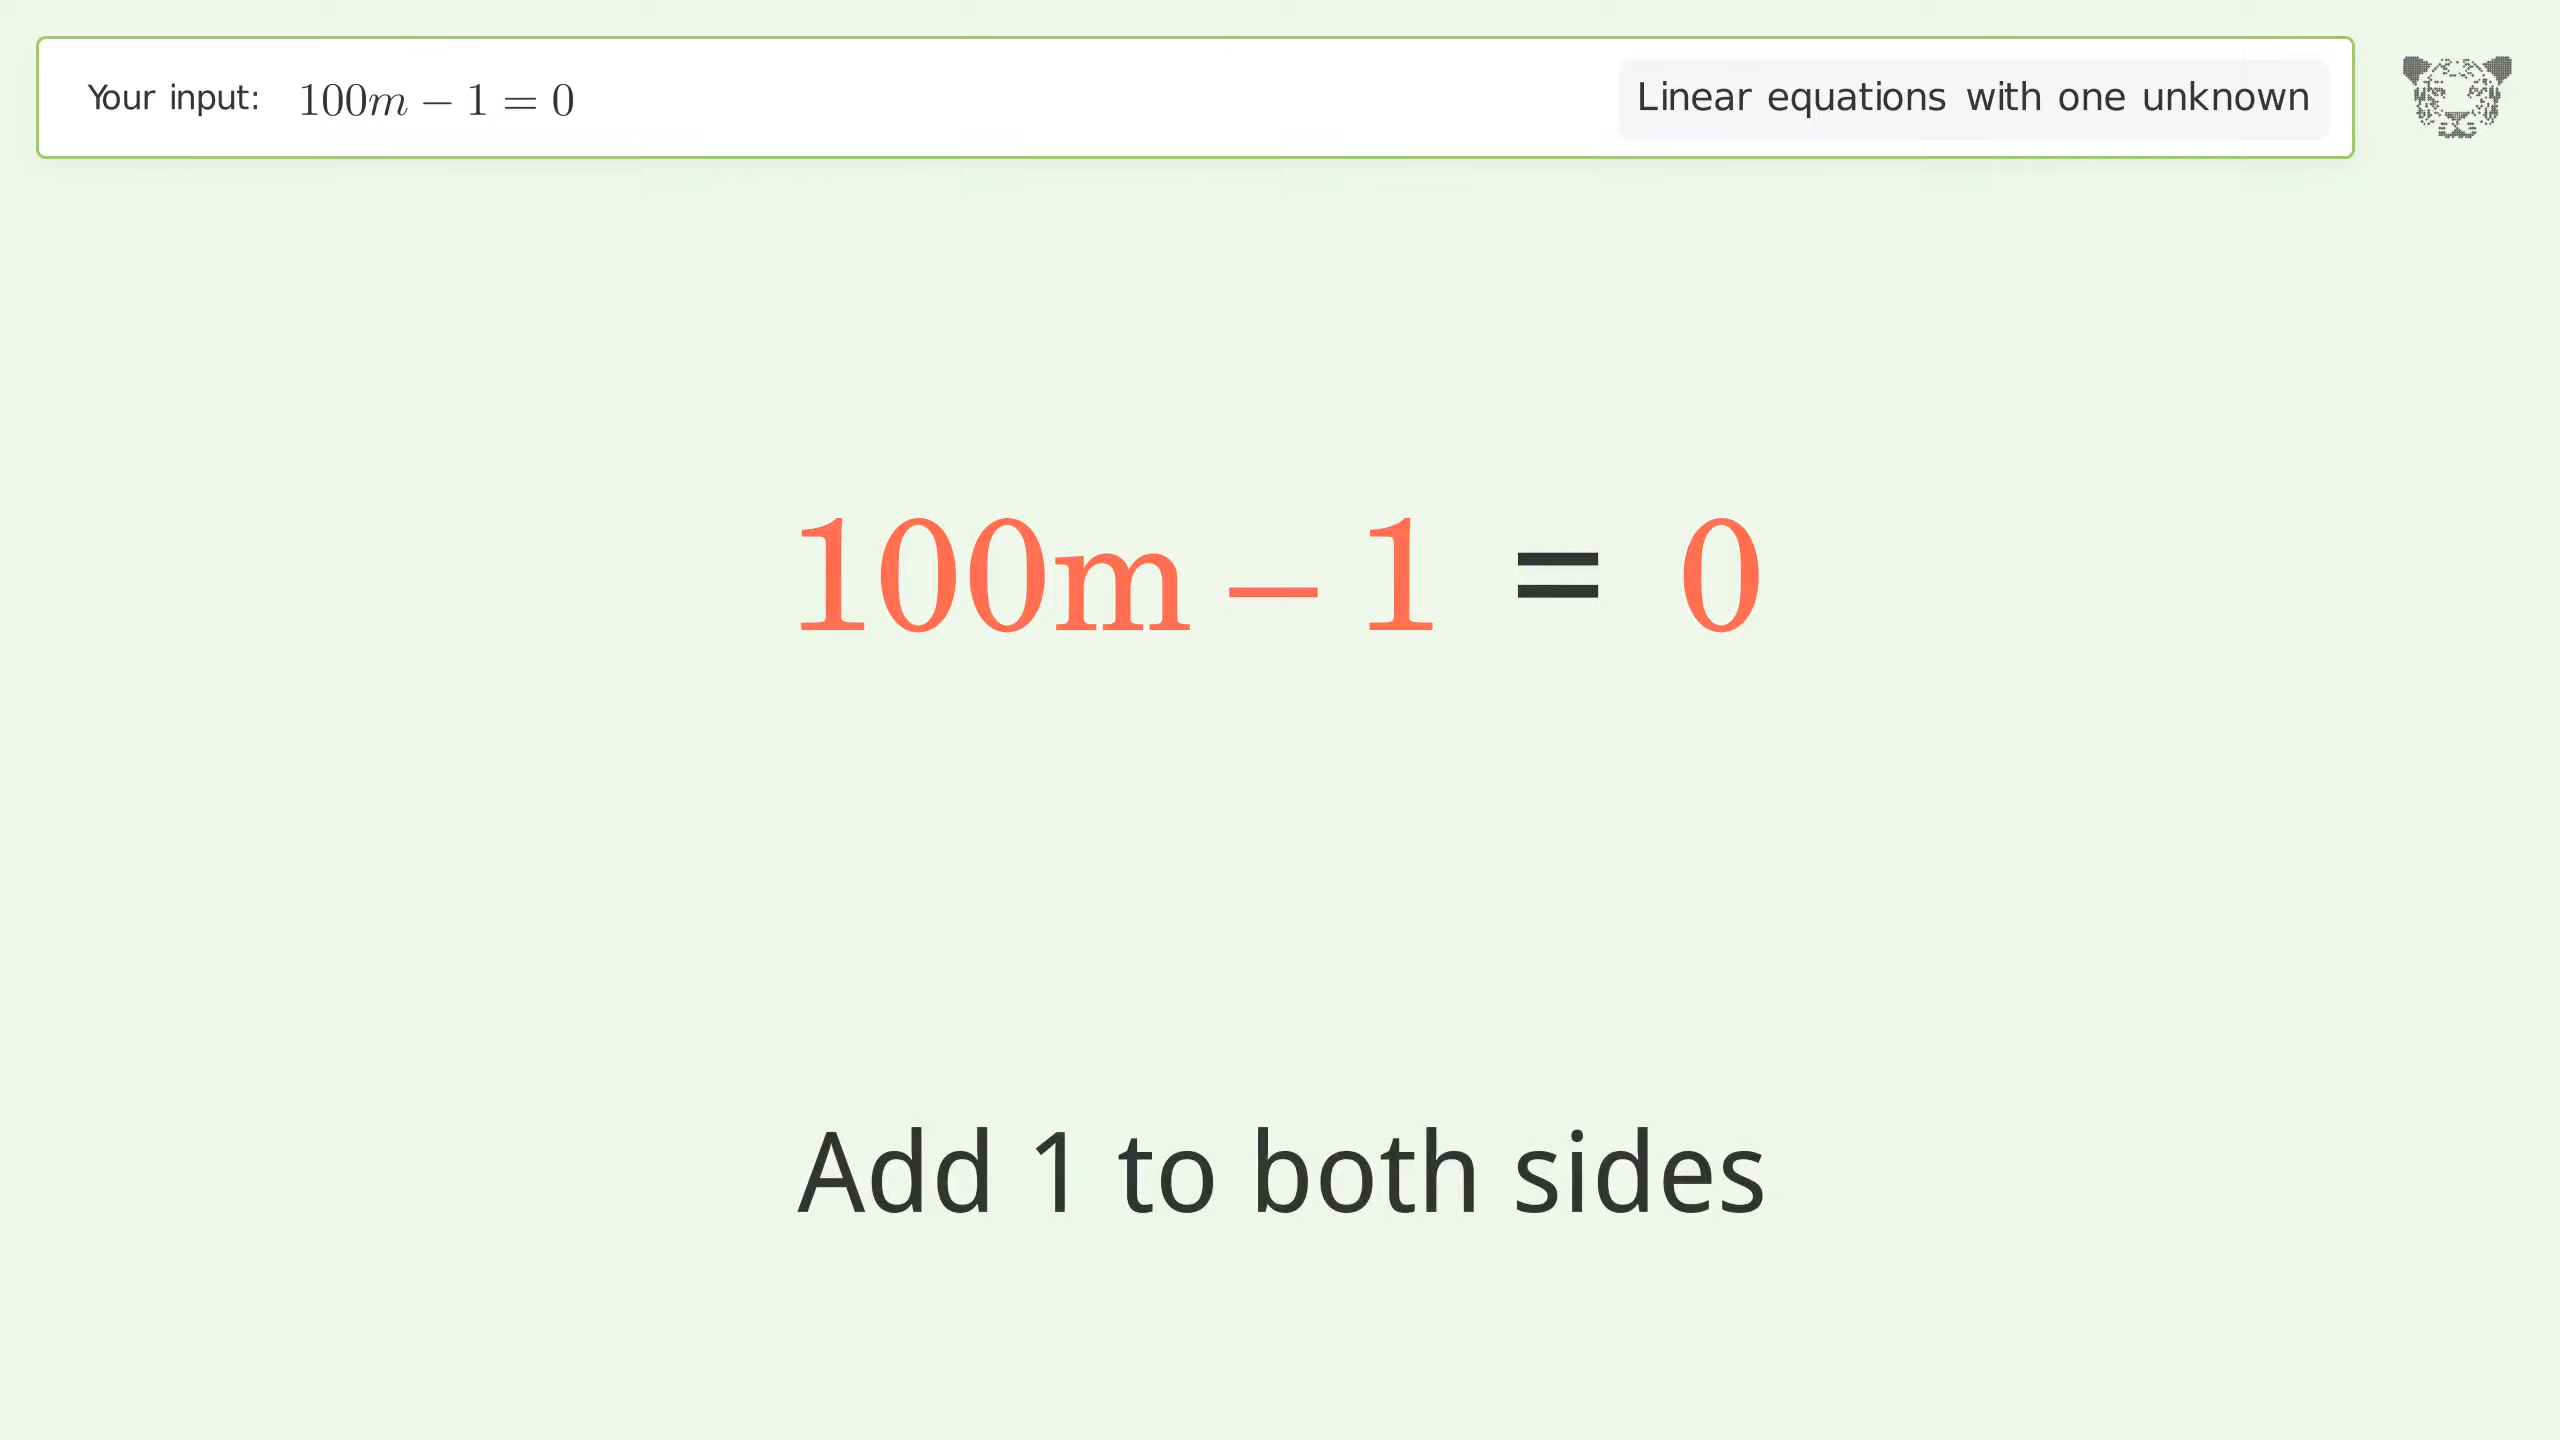 Your input: 100m − 1 = 0 Linear equations with one unknown
100m – 1 = 0
Add 1 to both sides